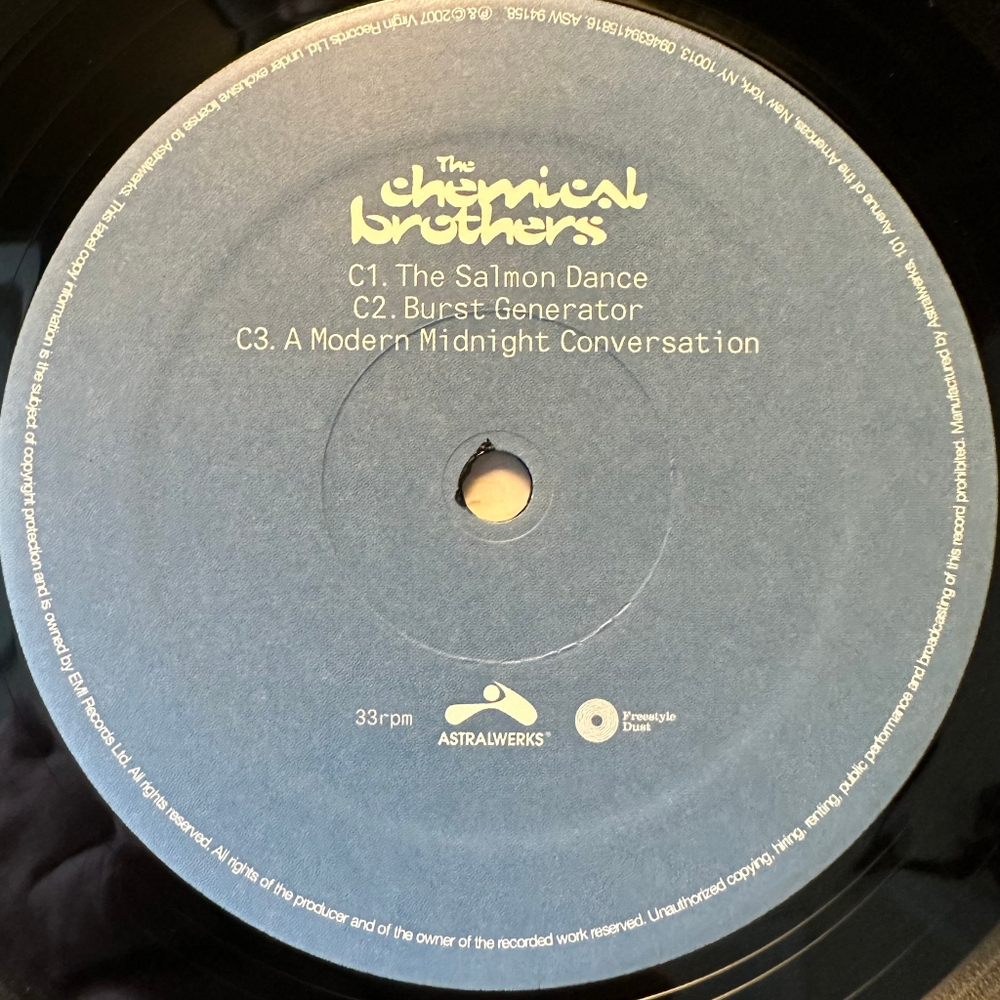 The
chemical
brothers
C1. The Salmon Dance
C2. Burst Generator
C3. A Modern Midnight Conversation
33rpm
ASTRALWERKS®
Freestyle
Dust
℗&©2007 Virgin Records Ltd. under exclusive license to Astralwerks. This label copy information is the subject of copyright protection and is owned by EMI Records Ltd. All rights reserved. All rights of the producer and of the owner of the recorded work reserved. Unauthorized copying, hiring, renting, public performance and broadcasting of this record prohibited. Manufactured by Astralwerks, 101 Avenue of the Americas, New York, NY 10013. 094639415816. ASW 94158.